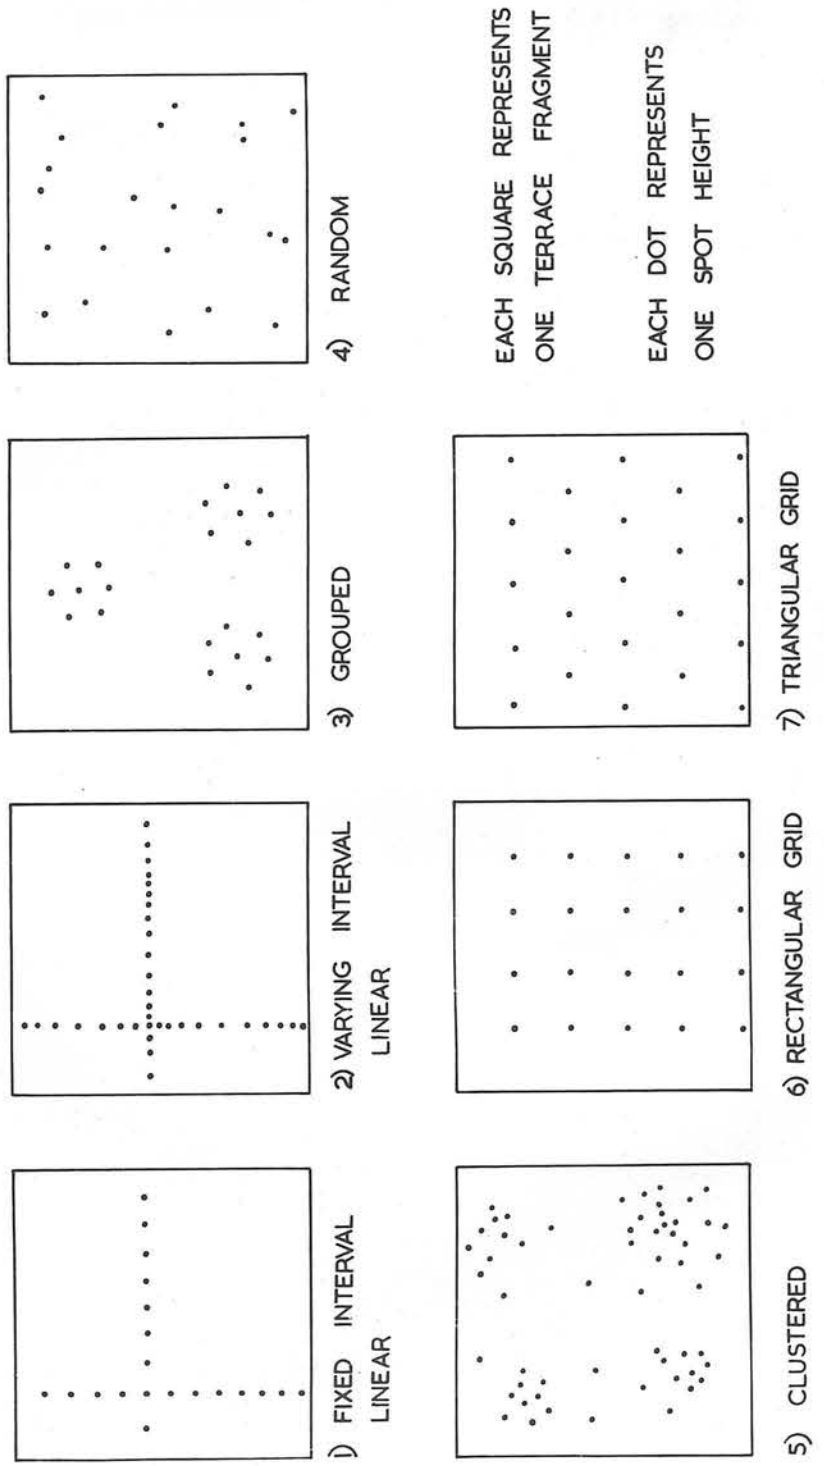 1) FIXED INTERVAL
LINEAR
2) VARYING INTERVAL
LINEAR
3) GROUPED
4) RANDOM
5) CLUSTERED
6) RECTANGULAR GRID
7) TRIANGULAR GRID
EACH SQUARE REPRESENTS
ONE TERRACE FRAGMENT
EACH DOT REPRESENTS
ONE SPOT HEIGHT